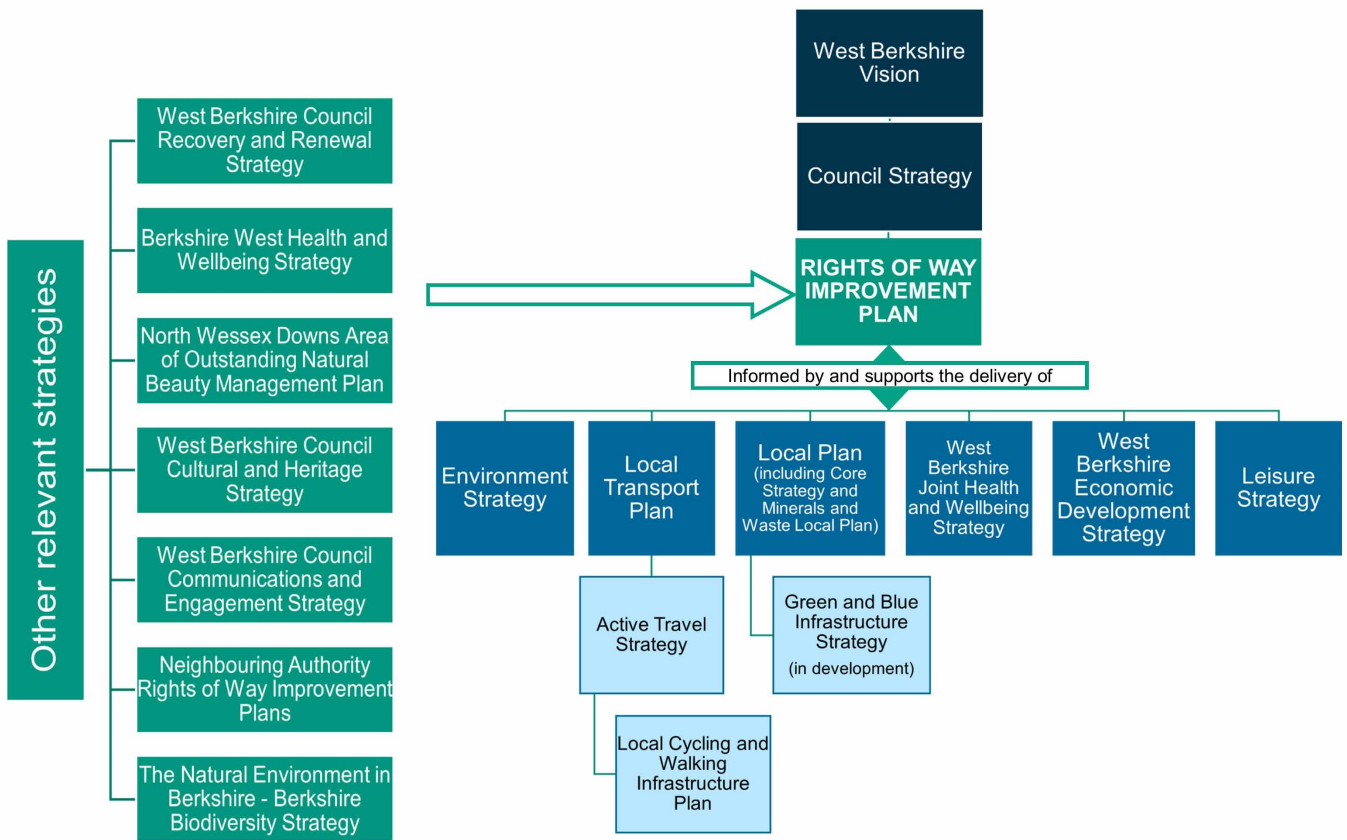 Other relevant strategies
West Berkshire Council
Recovery and Renewal
Strategy
Berkshire West Health and
Wellbeing Strategy
North Wessex Downs Area
of Outstanding Natural
Beauty Management Plan
West Berkshire Council
Cultural and Heritage
Strategy
West Berkshire Council
Communications and
Engagement Strategy
Neighbouring Authority
Rights of Way Improvement
Plans
The Natural Environment in
Berkshire - Berkshire
Biodiversity Strategy
West Berkshire
Vision
Council Strategy
RIGHTS OF WAY
IMPROVEMENT
PLAN
Informed by and supports the delivery of
Environment
Strategy
Local
Transport
Plan
Local Plan
(including Core
Strategy and
Minerals and
Waste Local Plan)
West
Berkshire
Joint Health
and Wellbeing
Strategy
West
Berkshire
Economic
Development
Strategy
Leisure
Strategy
Active Travel
Strategy
Green and Blue
Infrastructure
Strategy
(in development)
Local Cycling and
Walking
Infrastructure
Plan